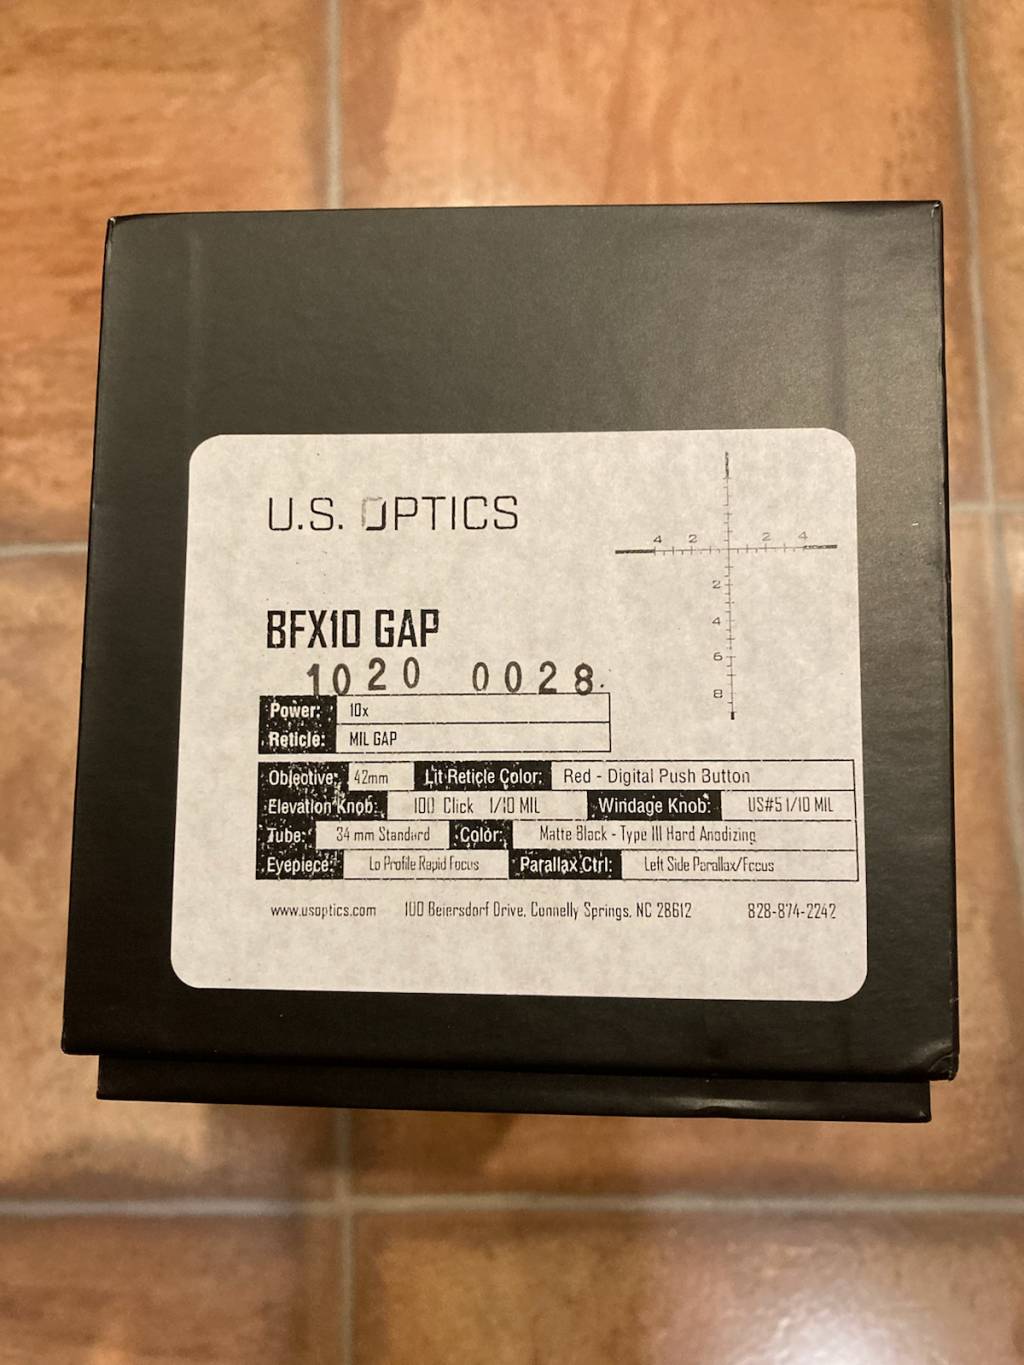 U.S. OPTICS
4 2 2 4
2
4
6
8
BFX10 GAP
1020 0028
Power: 10x
Reticle: MIL GAP
Objective: 42mm Lit Reticle Color: Red - Digital Push Button
Elevation Knob: 100 Click 1/10 MIL Windage Knob: US#5 1/10 MIL
Tube: 34 mm Standard Color: Matte Black - Type III Hard Anodizing
Eyepiece: Lo Profile Rapid Focus Parallax Ctrl: Left Side Parallax/Focus
www.usoptics.com 100 Beiersdorf Drive, Connelly Springs, NC 28612 828-874-2242